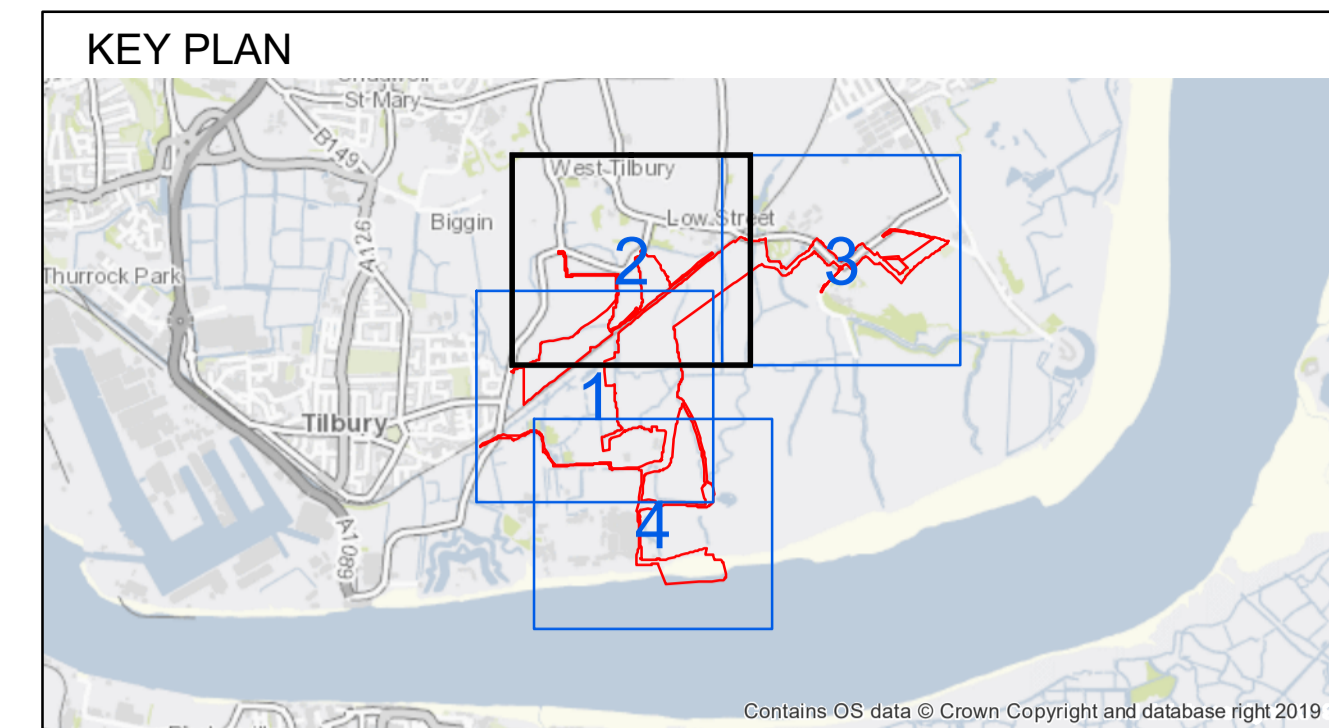 KEY PLAN
St Mary
B149
West Tilbury
Low Street
Biggin
A126
2
3
Thurrock Park
1
Tilbury
4
A1089
Contains OS data © Crown Copyright and database right 2019